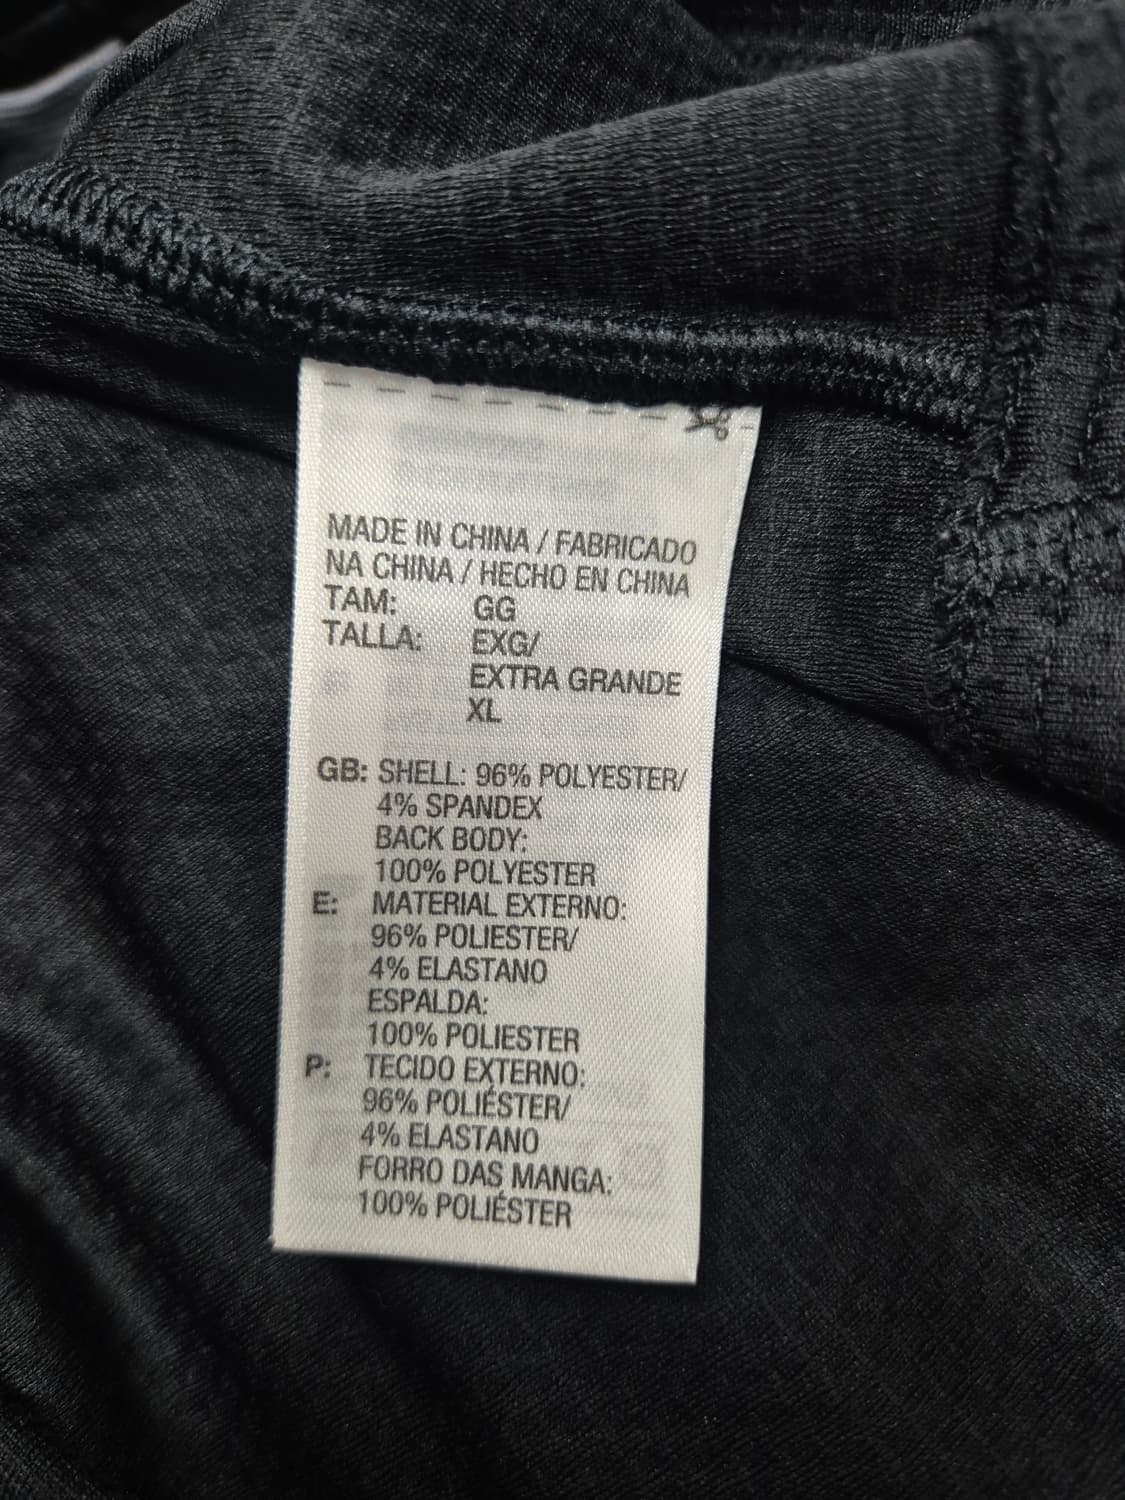 MADE IN CHINA / FABRICADO
NA CHINA / HECHO EN CHINA
TAM: GG
TALLA: EXG/
EXTRA GRANDE
XL
GB: SHELL: 96% POLYESTER/
4% SPANDEX
BACK BODY:
100% POLYESTER
E: MATERIAL EXTERNO:
96% POLIESTER/
4% ELASTANO
ESPALDA:
100% POLIESTER
P: TECIDO EXTERNO:
96% POLIÉSTER/
4% ELASTANO
FORRO DAS MANGA:
100% POLIÉSTER